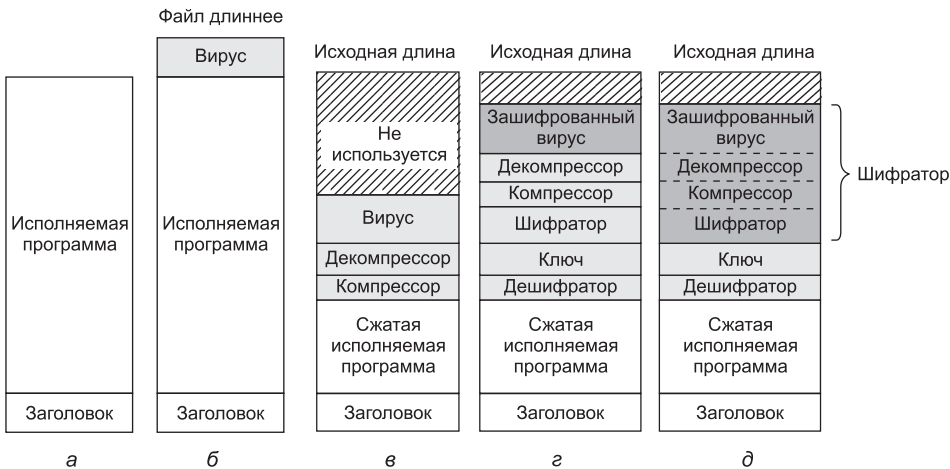 Исполняемая
программа
Заголовок
а
Файл длиннее
Вирус
Исполняемая
программа
Заголовок
б
Исходная длина
Не
используется
Вирус
Декомпрессор
Компрессор
Сжатая
исполняемая
программа
Заголовок
в
Исходная длина
Зашифрованный
вирус
Декомпрессор
Компрессор
Шифратор
Ключ
Дешифратор
Сжатая
исполняемая
программа
Заголовок
г
Исходная длина
Зашифрованный
вирус
Декомпрессор
Компрессор
Шифратор
Ключ
Дешифратор
Сжатая
исполняемая
программа
Заголовок
д
Шифратор